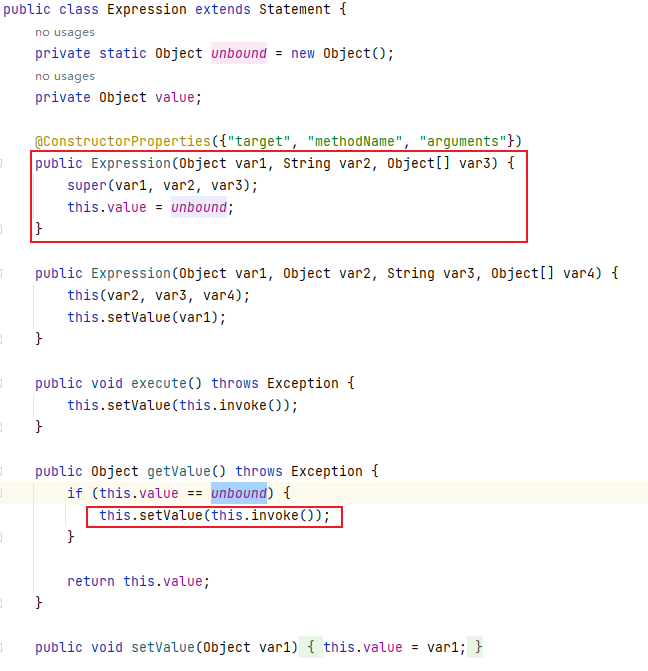 public class Expression extends Statement {
no usages
private static Object unbound = new Object();
no usages
private Object value;
@ConstructorProperties({"target", "methodName", "arguments"})
public Expression(Object var1, String var2, Object[] var3) {
super(var1, var2, var3);
this.value = unbound;
}
public Expression(Object var1, Object var2, String var3, Object[] var4) {
this(var2, var3, var4);
this.setValue(var1);
}
public void execute() throws Exception {
this.setValue(this.invoke());
}
public Object getValue() throws Exception {
if (this.value == unbound) {
this.setValue(this.invoke());
}
return this.value;
}
public void setValue(Object var1) { this.value = var1; }